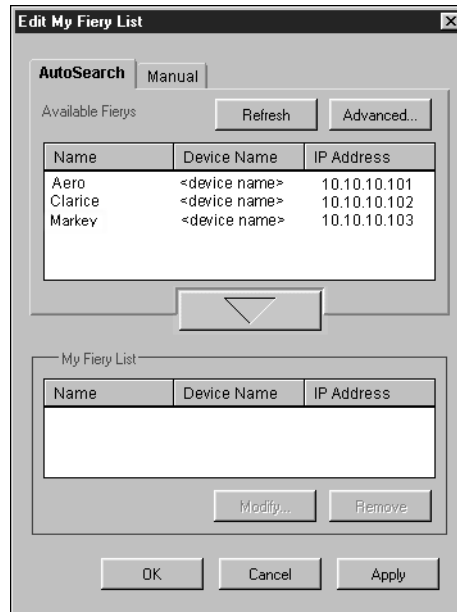 Edit My Fiery List
AutoSearch Manual
Available Fierys Refresh Advanced...
Name Device Name IP Address
Aero <device name> 10.10.10.101
Clarice <device name> 10.10.10.102
Markey <device name> 10.10.10.103
My Fiery List
Name Device Name IP Address
Modify... Remove
OK Cancel Apply